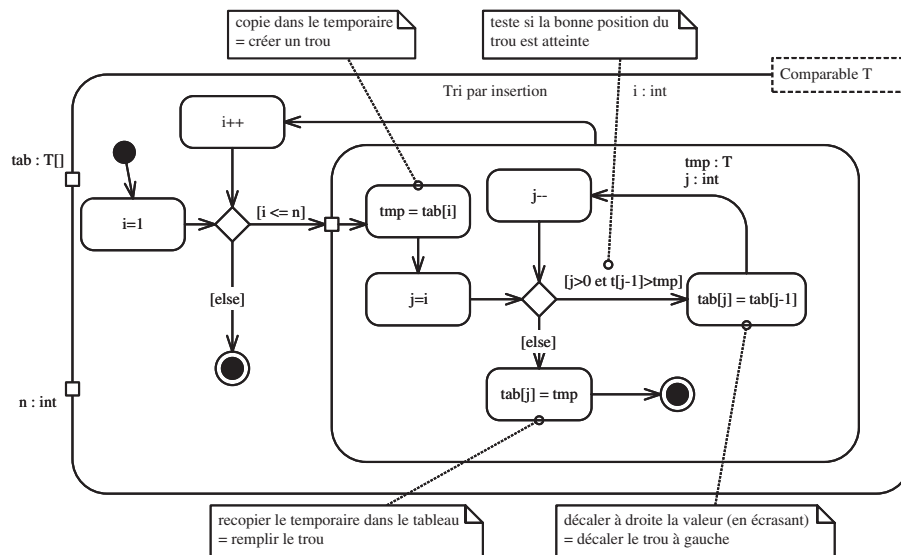 copie dans le temporaire
= créer un trou
teste si la bonne position du
trou est atteinte
Comparable T
Tri par insertion
i : int
i++
tab : T[]
tmp : T
j : int
i=1
[i <= n]
tmp = tab[i]
j--
j=i
[j>0 et t[j-1]>tmp]
tab[j] = tab[j-1]
[else]
[else]
tab[j] = tmp
n : int
recopier le temporaire dans le tableau
= remplir le trou
décaler à droite la valeur (en écrasant)
= décaler le trou à gauche